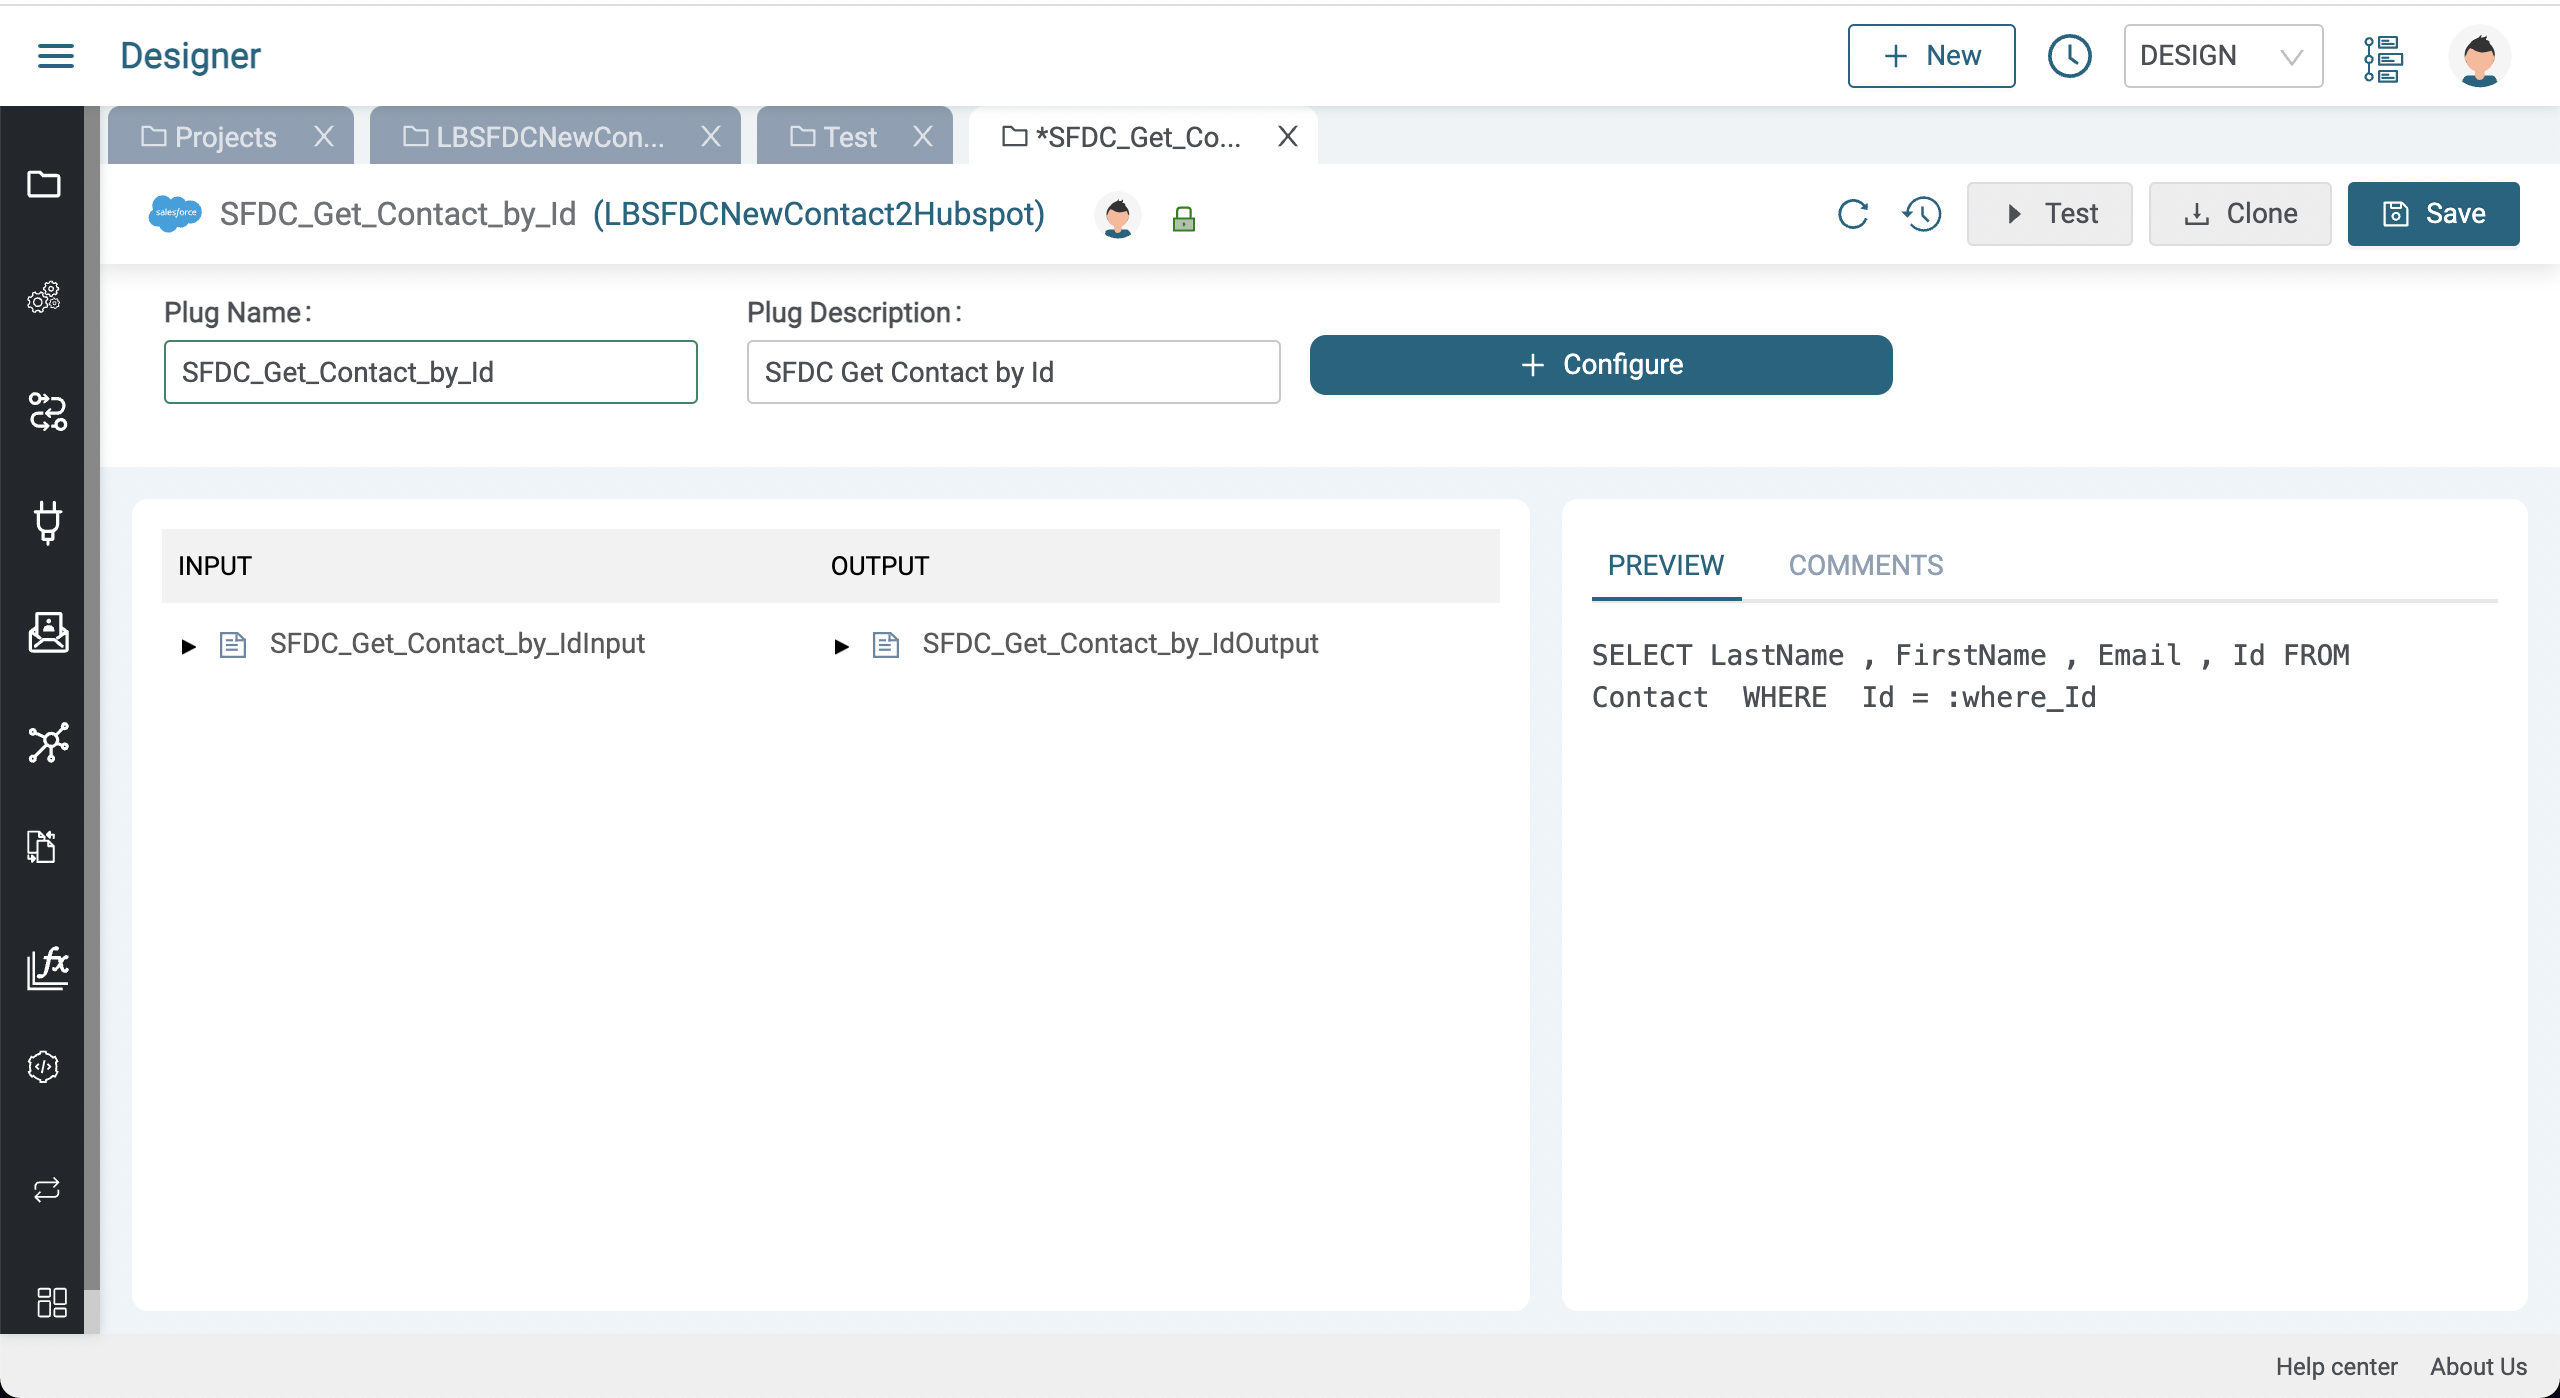 Designer
New
DESIGN
Projects X
LBSFDCNewCon... X
Test X
*SFDC_Get_Co... X
salesforce
SFDC_Get_Contact_by_Id (LBSFDCNewContact2Hubspot)
Test
Clone
Save
Plug Name:
SFDC_Get_Contact_by_Id
Plug Description:
SFDC Get Contact by Id
+ Configure
INPUT
OUTPUT
SFDC_Get_Contact_by_IdInput
SFDC_Get_Contact_by_IdOutput
PREVIEW
COMMENTS
SELECT LastName , FirstName , Email , Id FROM
Contact  WHERE  Id = :where_Id
fx
Help center
About Us